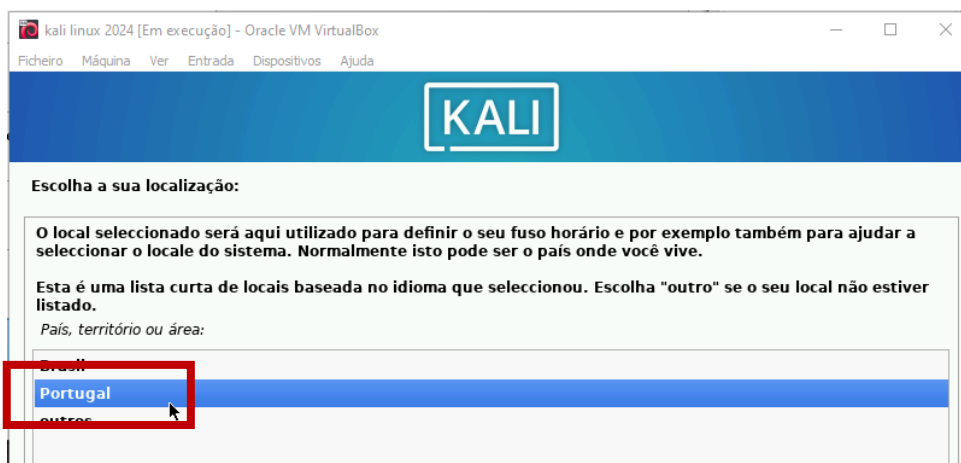 kali linux 2024 [Em execução] - Oracle VM VirtualBox
Ficheiro Máquina Ver Entrada Dispositivos Ajuda
KALI
Escolha a sua localização:
O local seleccionado será aqui utilizado para definir o seu fuso horário e por exemplo também para ajudar a
seleccionar o locale do sistema. Normalmente isto pode ser o país onde você vive.
Esta é uma lista curta de locais baseada no idioma que seleccionou. Escolha "outro" se o seu local não estiver
listado.
País, território ou área:
Brasil
Portugal
outros